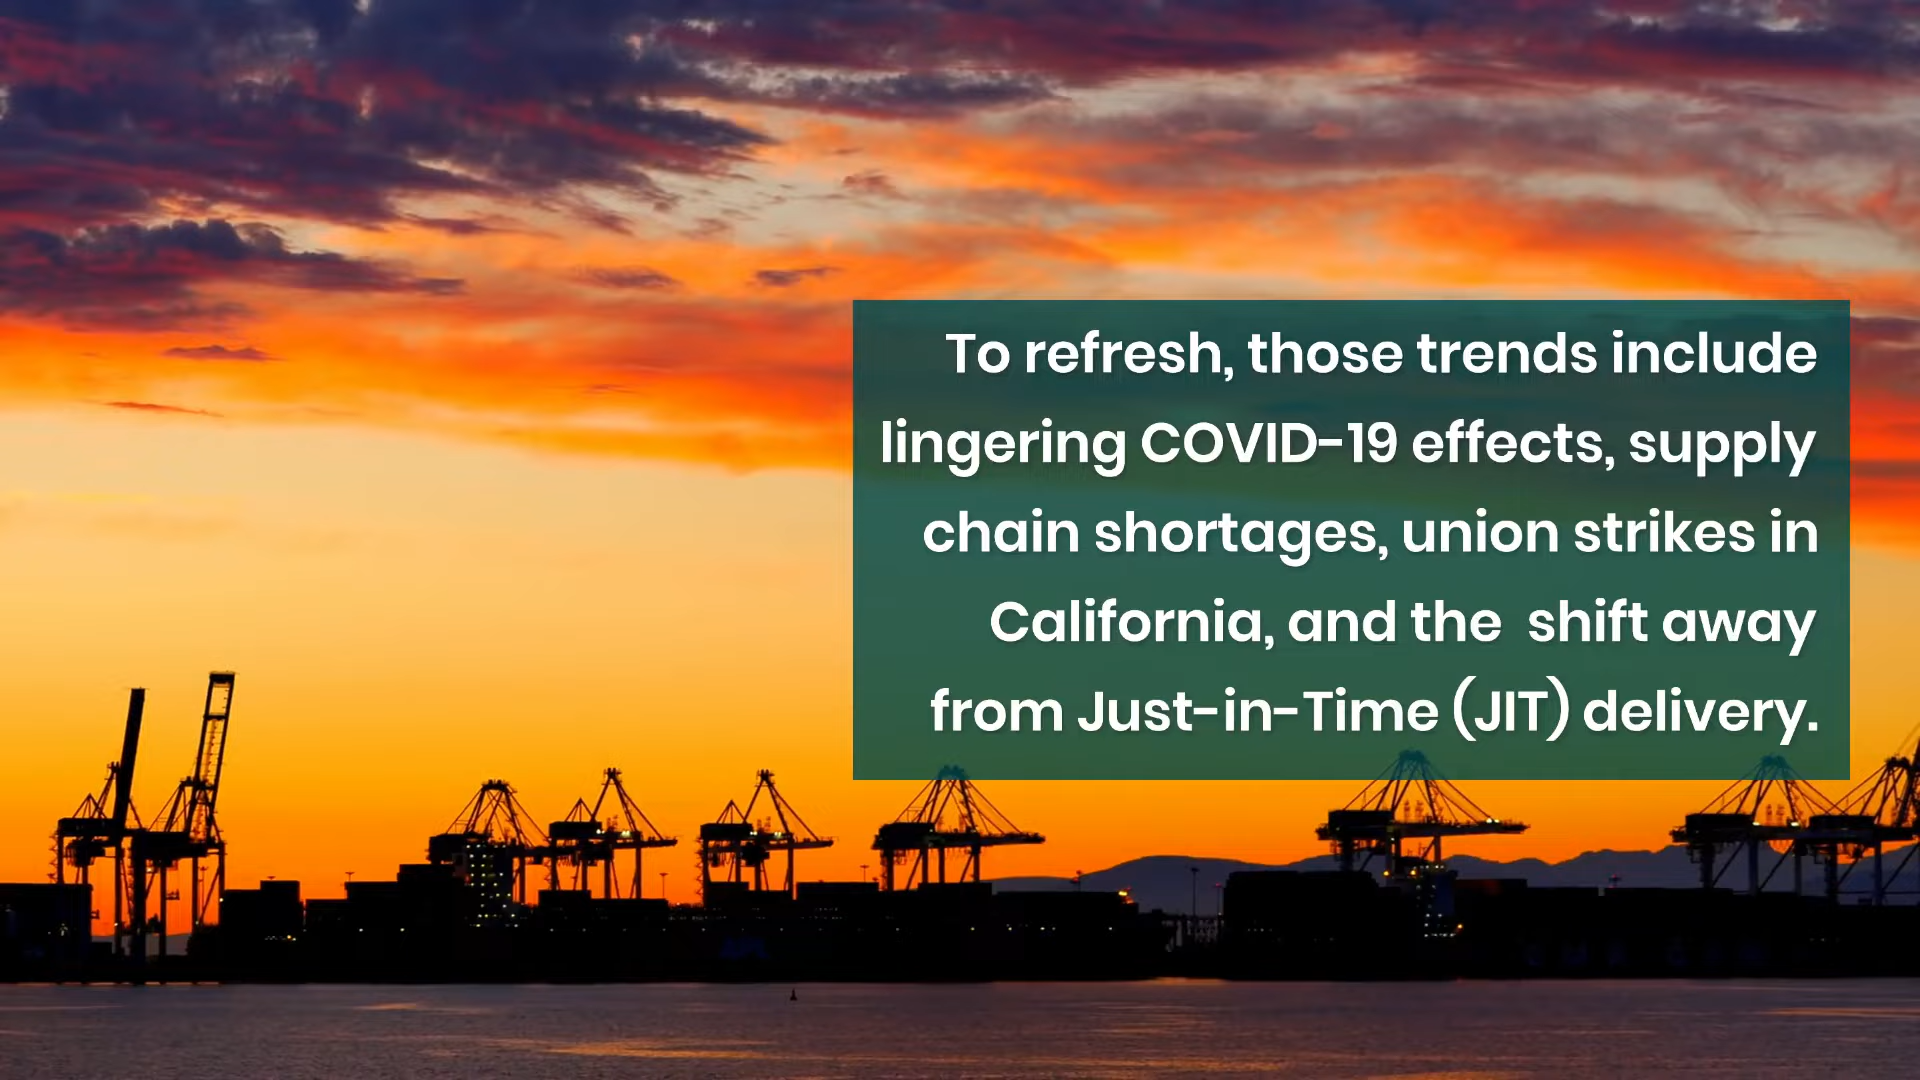 To refresh, those trends include
lingering COVID-19 effects, supply
chain shortages, union strikes in
California, and the  shift away
from Just-in-Time (JIT) delivery.